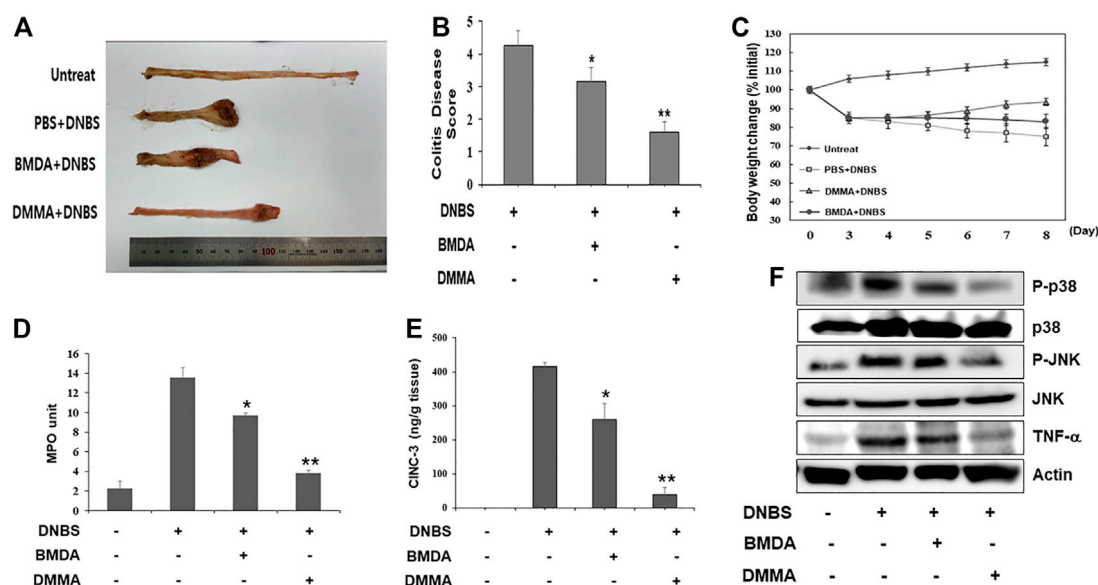 A
Untreat
PBS+DNBS
BMDA+DNBS
DMMA+DNBS
100
B
Colitis Disease
Score
5
4
3
2
1
0
*
**
DNBS + + +
BMDA - + -
DMMA - - +
C
Body weight change (% initial)
130
120
110
100
90
80
70
60
Untreat
PBS+DNBS
DMMA+DNBS
BMDA+DNBS
0 3 4 5 6 7 8 (Day)
D
MPO unit
16
14
12
10
8
6
4
2
0
*
**
DNBS - + + +
BMDA - - + -
DMMA - - - +
E
CINC-3 (ng/g tissue)
500
400
300
200
100
0
*
**
DNBS - + + +
BMDA - - + -
DMMA - - - +
F
P-p38
p38
P-JNK
JNK
TNF-α
Actin
DNBS - + + +
BMDA - - + -
DMMA - - - +